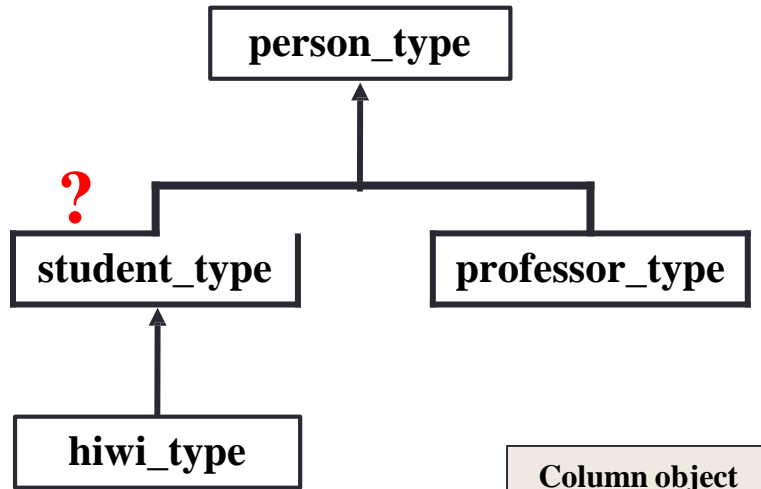 person_type
?
student_type
professor_type
hiwi_type
Column object